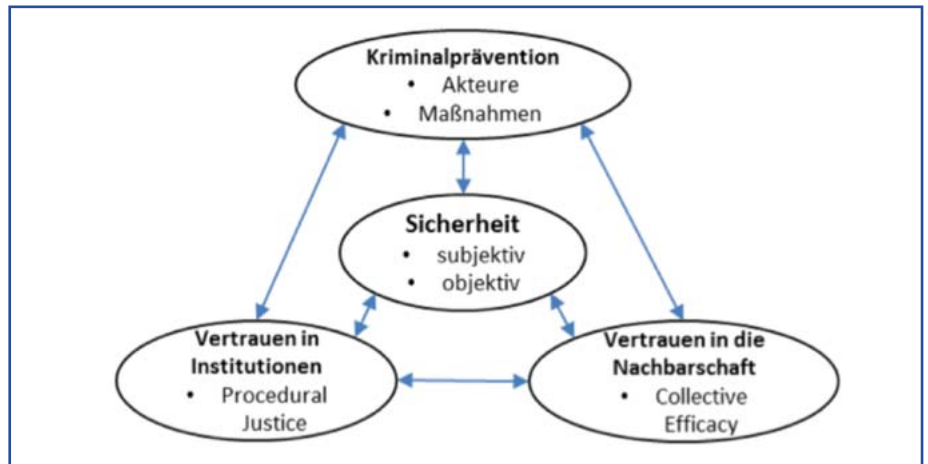 Kriminalprävention
• Akteure
• Maßnahmen
Sicherheit
• subjektiv
• objektiv
Vertrauen in
Institutionen
• Procedural
Justice
Vertrauen in die
Nachbarschaft
• Collective
Efficacy